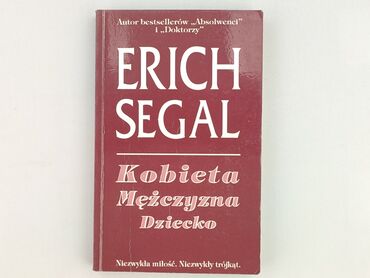 Autor bestsellerów „Absolwenci”
i „Doktorzy”
ERICH
SEGAL
Kobieta
Mężczyzna
Dziecko
Niezwykła miłość. Niezwykły trójkąt.